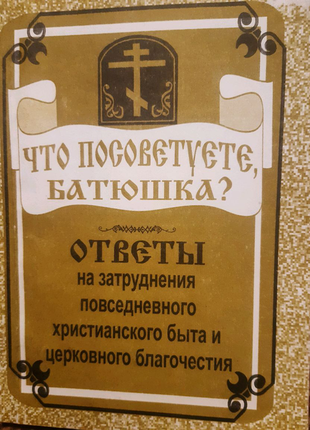 ЧТО ПОСОВЕТУЕТЕ,
БАТЮШКА?
ОТВЕТЫ
на затруднения
повседневного
христианского быта и
церковного благочестия